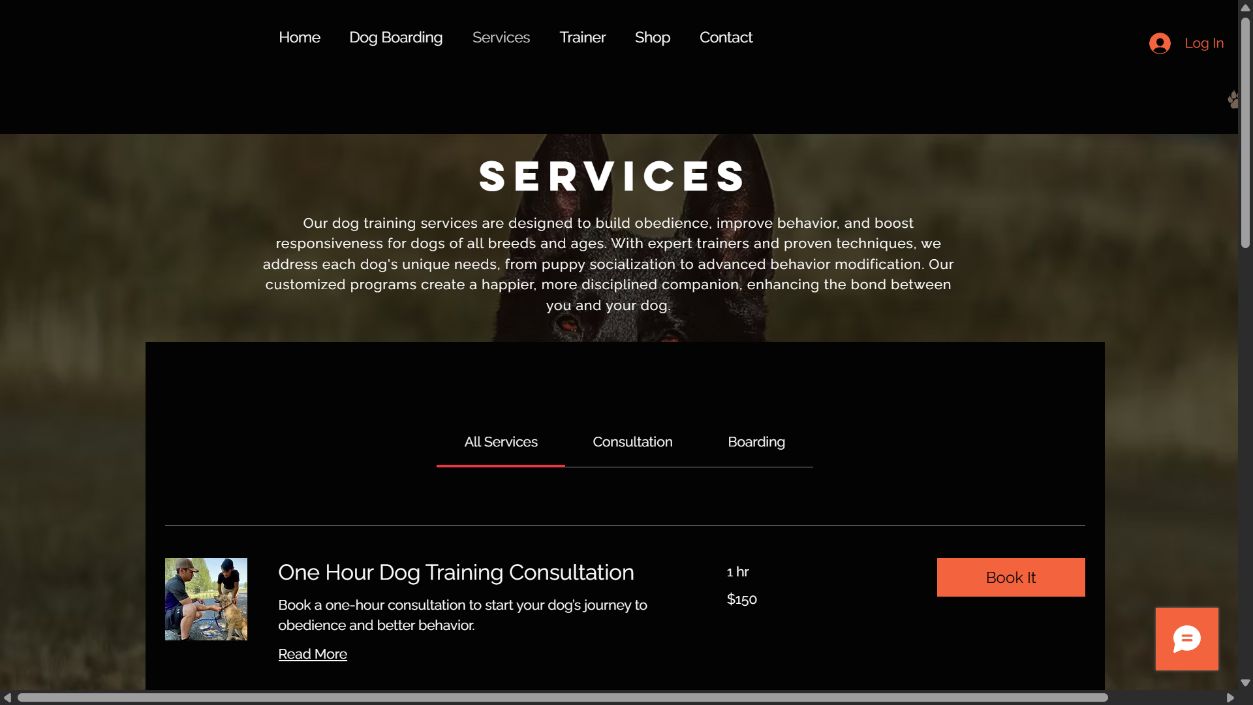 Home Dog Boarding Services Trainer Shop Contact
Log In
SERVICES
Our dog training services are designed to build obedience, improve behavior, and boost
responsiveness for dogs of all breeds and ages. With expert trainers and proven techniques, we
address each dog's unique needs, from puppy socialization to advanced behavior modification. Our
customized programs create a happier, more disciplined companion, enhancing the bond between
you and your dog.
All Services Consultation Boarding
One Hour Dog Training Consultation
1 hr
Book It
$150
Book a one-hour consultation to start your dog's journey to
obedience and better behavior.
Read More